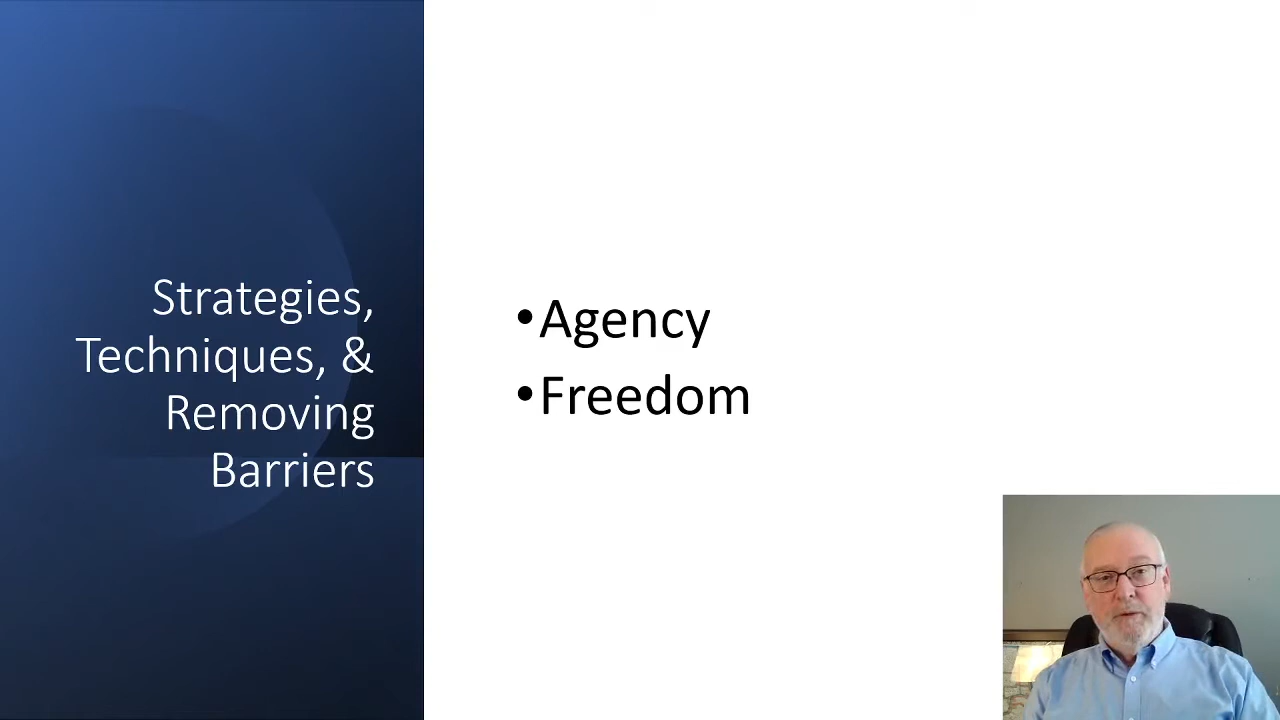 Strategies,
Techniques, &
Removing
Barriers
•Agency
•Freedom